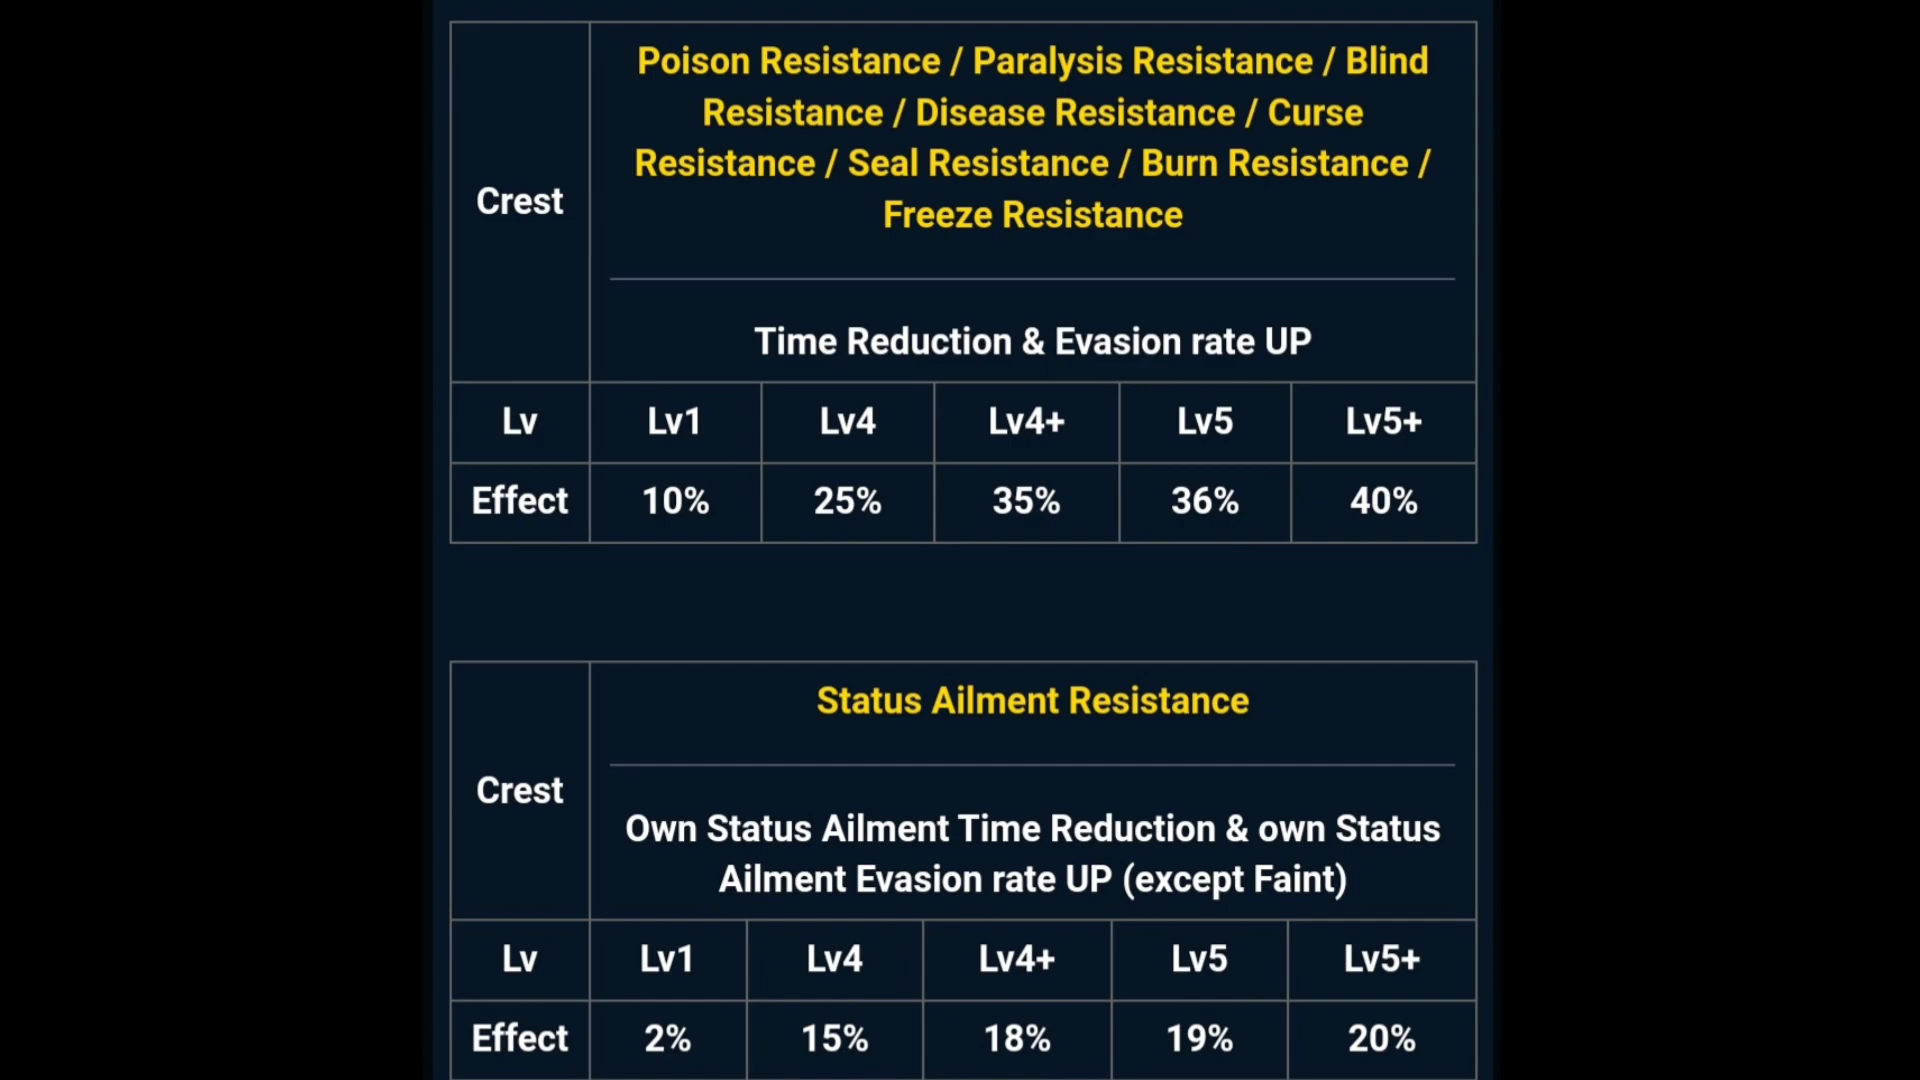 Crest
Poison Resistance / Paralysis Resistance / Blind
Resistance / Disease Resistance / Curse
Resistance / Seal Resistance / Burn Resistance /
Freeze Resistance
Time Reduction & Evasion rate UP
Lv Lv1 Lv4 Lv4+ Lv5 Lv5+
Effect 10% 25% 35% 36% 40%
Crest
Status Ailment Resistance
Own Status Ailment Time Reduction & own Status
Ailment Evasion rate UP (except Faint)
Lv Lv1 Lv4 Lv4+ Lv5 Lv5+
Effect 2% 15% 18% 19% 20%